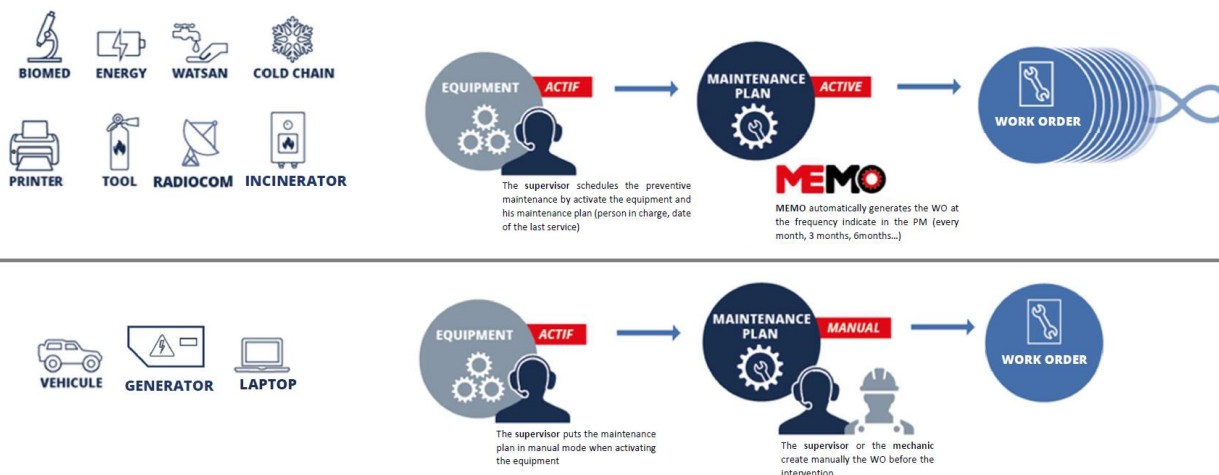 BIOMED
ENERGY
WATSAN
COLD CHAIN
PRINTER
TOOL
RADIOCOM
INCINERATOR
EQUIPMENT
ACTIF
The supervisor schedules the preventive
maintenance by activate the equipment and
his maintenance plan (person in charge, date
of the last service)
MAINTENANCE
PLAN
ACTIVE
MEMO
MEMO automatically generates the WO at
the frequency indicate in the PM (every
month, 3 months, 6months...)
WORK ORDER
VEHICULE
GENERATOR
LAPTOP
EQUIPMENT
ACTIF
The supervisor puts the maintenance
plan in manual mode when activating
the equipment
MAINTENANCE
PLAN
MANUAL
The supervisor or the mechanic
create manually the WO before the
intervention
WORK ORDER